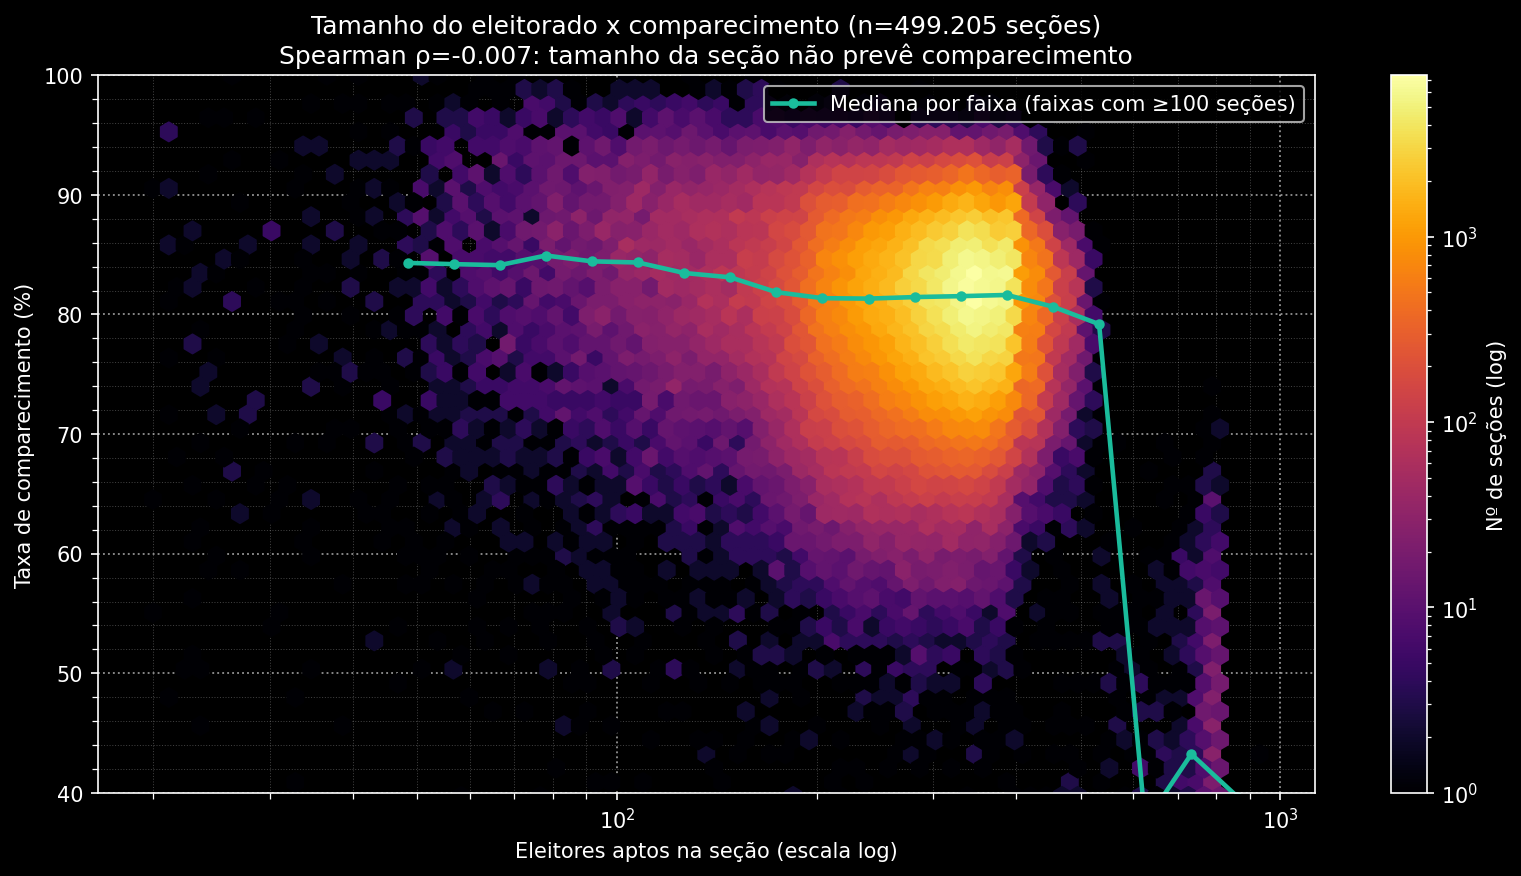 Tamanho do eleitorado x comparecimento (n=499.205 seções)
Spearman ρ=-0.007: tamanho da seção não prevê comparecimento
Mediana por faixa (faixas com ≥100 seções)
Taxa de comparecimento (%)
100
90
80
70
60
50
40
10²
10³
Eleitores aptos na seção (escala log)
10³
10²
10¹
10⁰
Nº de seções (log)